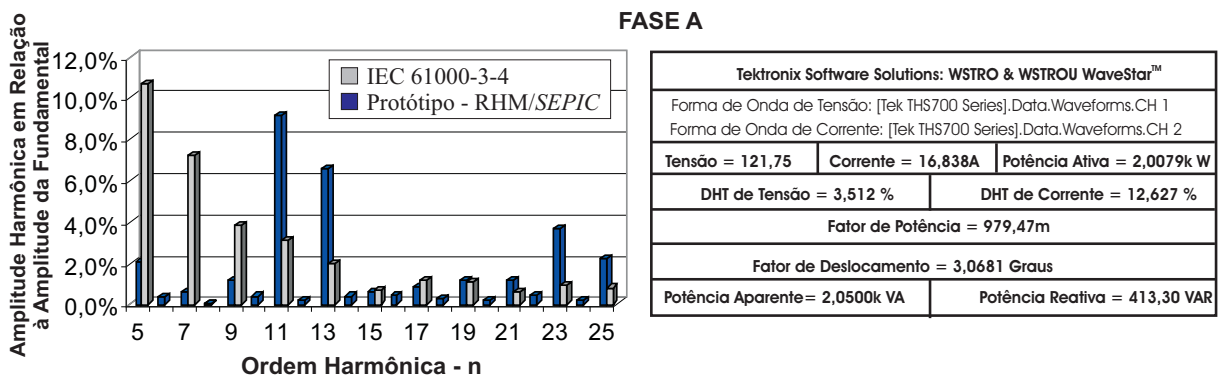 FASE A
Amplitude Harmônica em Relação
à Amplitude da Fundamental
12,0%
10,0%
8,0%
6,0%
4,0%
2,0%
0,0%
IEC 61000-3-4
Protótipo - RHM/SEPIC
5 7 9 11 13 15 17 19 21 23 25
Ordem Harmônica - n
Tektronix Software Solutions: WSTRO & WSTROU WaveStar™
Forma de Onda de Tensão: [Tek THS700 Series].Data.Waveforms.CH 1
Forma de Onda de Corrente: [Tek THS700 Series].Data.Waveforms.CH 2
Tensão = 121,75 Corrente = 16,838A Potência Ativa = 2,0079k W
DHT de Tensão = 3,512 % DHT de Corrente = 12,627 %
Fator de Potência = 979,47m
Fator de Deslocamento = 3,0681 Graus
Potência Aparente= 2,0500k VA Potência Reativa = 413,30 VAR